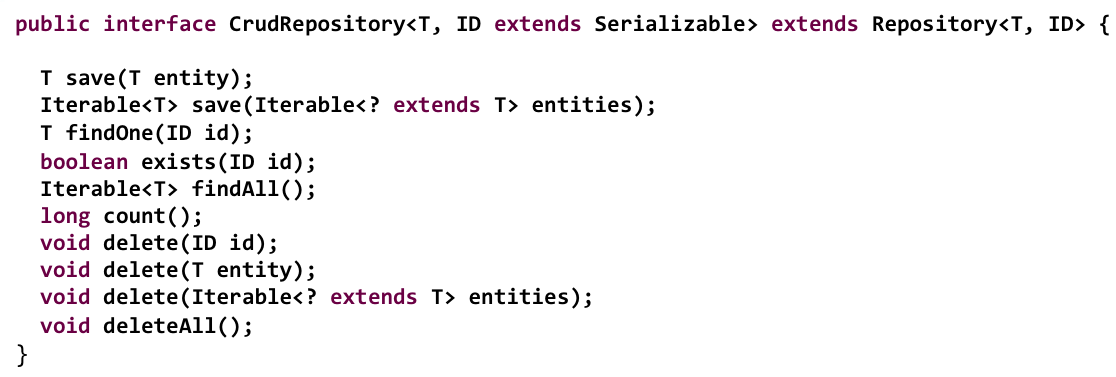 public interface CrudRepository<T, ID extends Serializable> extends Repository<T, ID> {
  T save(T entity);
  Iterable<T> save(Iterable<? extends T> entities);
  T findOne(ID id);
  boolean exists(ID id);
  Iterable<T> findAll();
  long count();
  void delete(ID id);
  void delete(T entity);
  void delete(Iterable<? extends T> entities);
  void deleteAll();
}